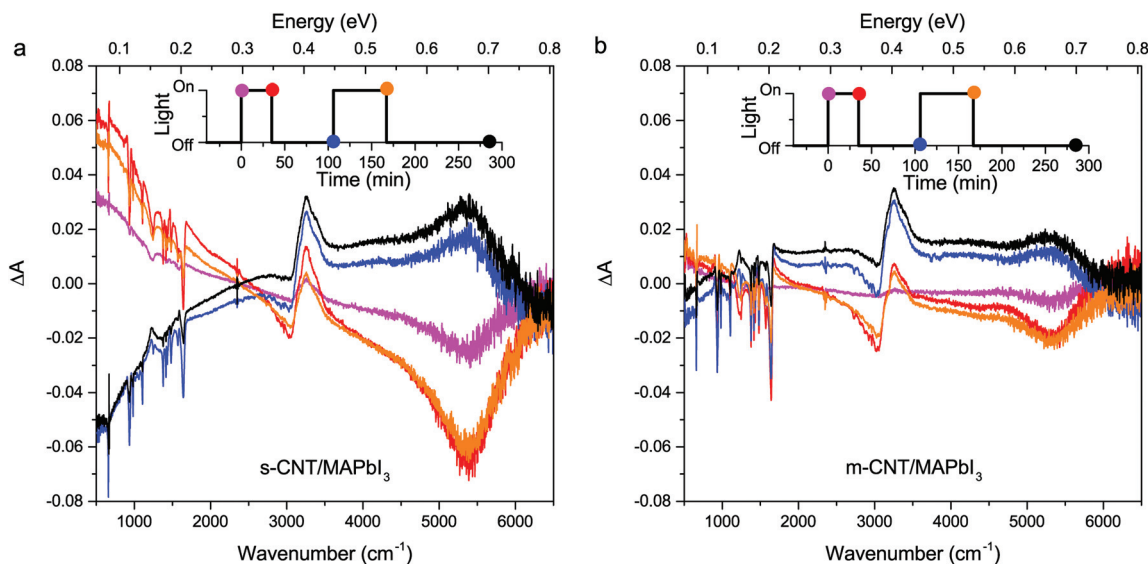 a
Energy (eV)
0.1 0.2 0.3 0.4 0.5 0.6 0.7 0.8
ΔA
0.08
0.06
0.04
0.02
0.00
-0.02
-0.04
-0.06
-0.08
Light
On
Off
0 50 100 150 200 250 300
Time (min)
s-CNT/MAPbI₃
1000 2000 3000 4000 5000 6000
Wavenumber (cm⁻¹)
b
Energy (eV)
0.1 0.2 0.3 0.4 0.5 0.6 0.7 0.8
ΔA
0.08
0.06
0.04
0.02
0.00
-0.02
-0.04
-0.06
-0.08
Light
On
Off
0 50 100 150 200 250 300
Time (min)
m-CNT/MAPbI₃
1000 2000 3000 4000 5000 6000
Wavenumber (cm⁻¹)